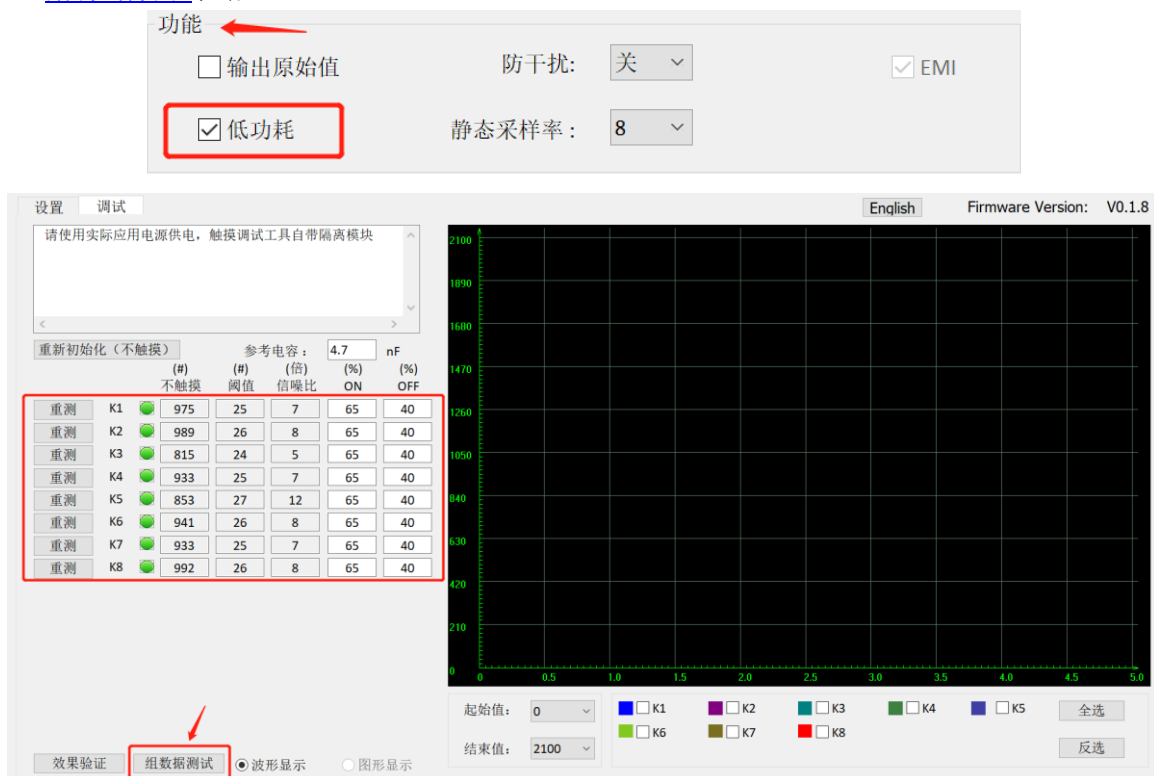 功能
输出原始值 防干扰: 关 EMI
低功耗 静态采样率: 8
设置 调试 English Firmware Version: V0.1.8
请使用实际应用电源供电，触摸调试工具自带隔离模块
重新初始化（不触摸） 参考电容： 4.7 nF
(#) (#) (倍) (%) (%)
不触摸 阈值 信噪比 ON OFF
重测 K1 975 25 7 65 40
重测 K2 989 26 8 65 40
重测 K3 815 24 5 65 40
重测 K4 933 25 7 65 40
重测 K5 853 27 12 65 40
重测 K6 941 26 8 65 40
重测 K7 933 25 7 65 40
重测 K8 992 26 8 65 40
效果验证 组数据测试 波形显示 图形显示
2100
1890
1680
1470
1260
1050
840
630
420
210
0
0 0.5 1.0 1.5 2.0 2.5 3.0 3.5 4.0 4.5 5.0
起始值: 0 K1 K2 K3 K4 K5 全选
K6 K7 K8
结束值: 2100 反选